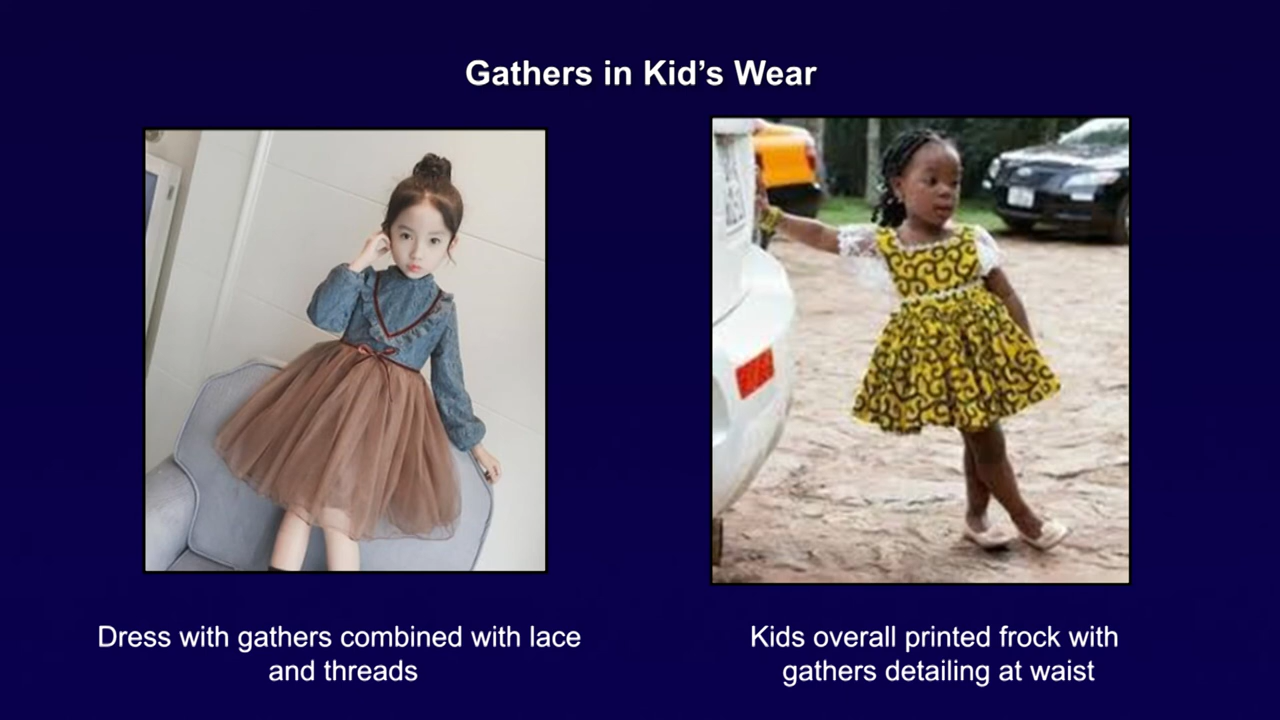 Gathers in Kid’s Wear
Dress with gathers combined with lace
and threads
Kids overall printed frock with
gathers detailing at waist